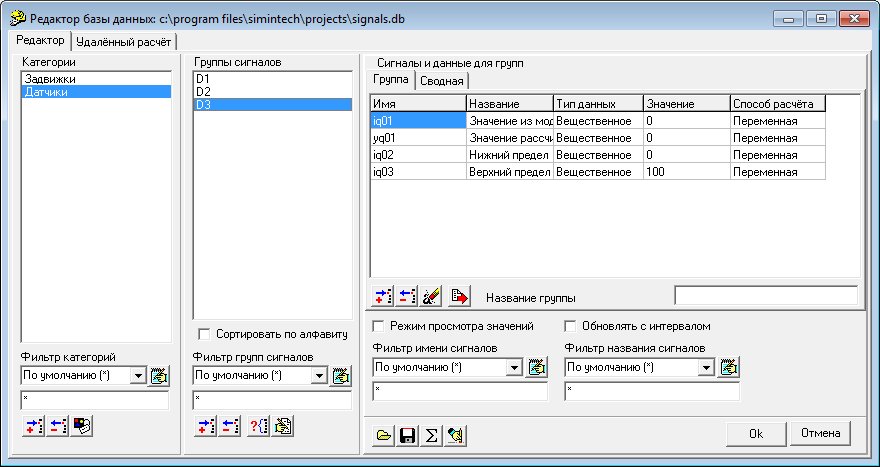 Редактор базы данных: c:\program files\simintech\projects\signals.db
Редактор Удалённый расчёт
Категории
Задвижки
Датчики
Фильтр категорий
По умолчанию (*)
*
Группы сигналов
D1
D2
D3
Сортировать по алфавиту
Фильтр групп сигналов
По умолчанию (*)
*
Сигналы и данные для групп
Группа Сводная
Имя Название Тип данных Значение Способ расчёта
iq01 Значение из мод Вещественное 0 Переменная
yq01 Значение рассчи Вещественное 0 Переменная
iq02 Нижний предел Вещественное 0 Переменная
iq03 Верхний предел Вещественное 100 Переменная
Название группы
Режим просмотра значений Обновлять с интервалом
Фильтр имени сигналов Фильтр названия сигналов
По умолчанию (*) По умолчанию (*)
* *
Ok Отмена